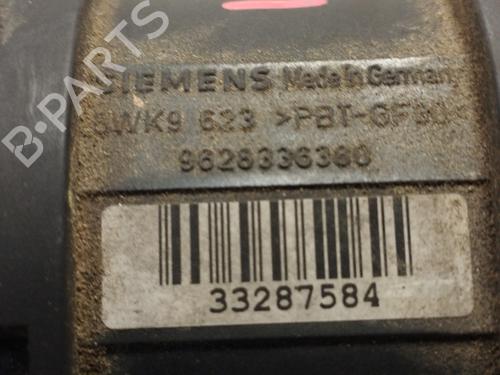 B-PARTS
SIEMENS Made in Germany
5WK9 623 >PBT-GF30<
9628336380
33287584